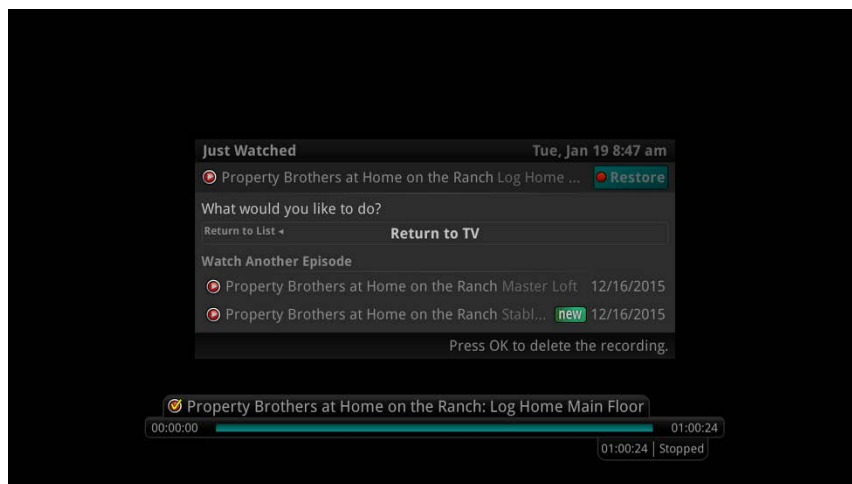 Just Watched Tue, Jan 19 8:47 am
Property Brothers at Home on the Ranch Log Home ... Restore
What would you like to do?
Return to List ◂ Return to TV
Watch Another Episode
Property Brothers at Home on the Ranch Master Loft 12/16/2015
Property Brothers at Home on the Ranch Stabl... new 12/16/2015
Press OK to delete the recording.
Property Brothers at Home on the Ranch: Log Home Main Floor
00:00:00 01:00:24
01:00:24 | Stopped